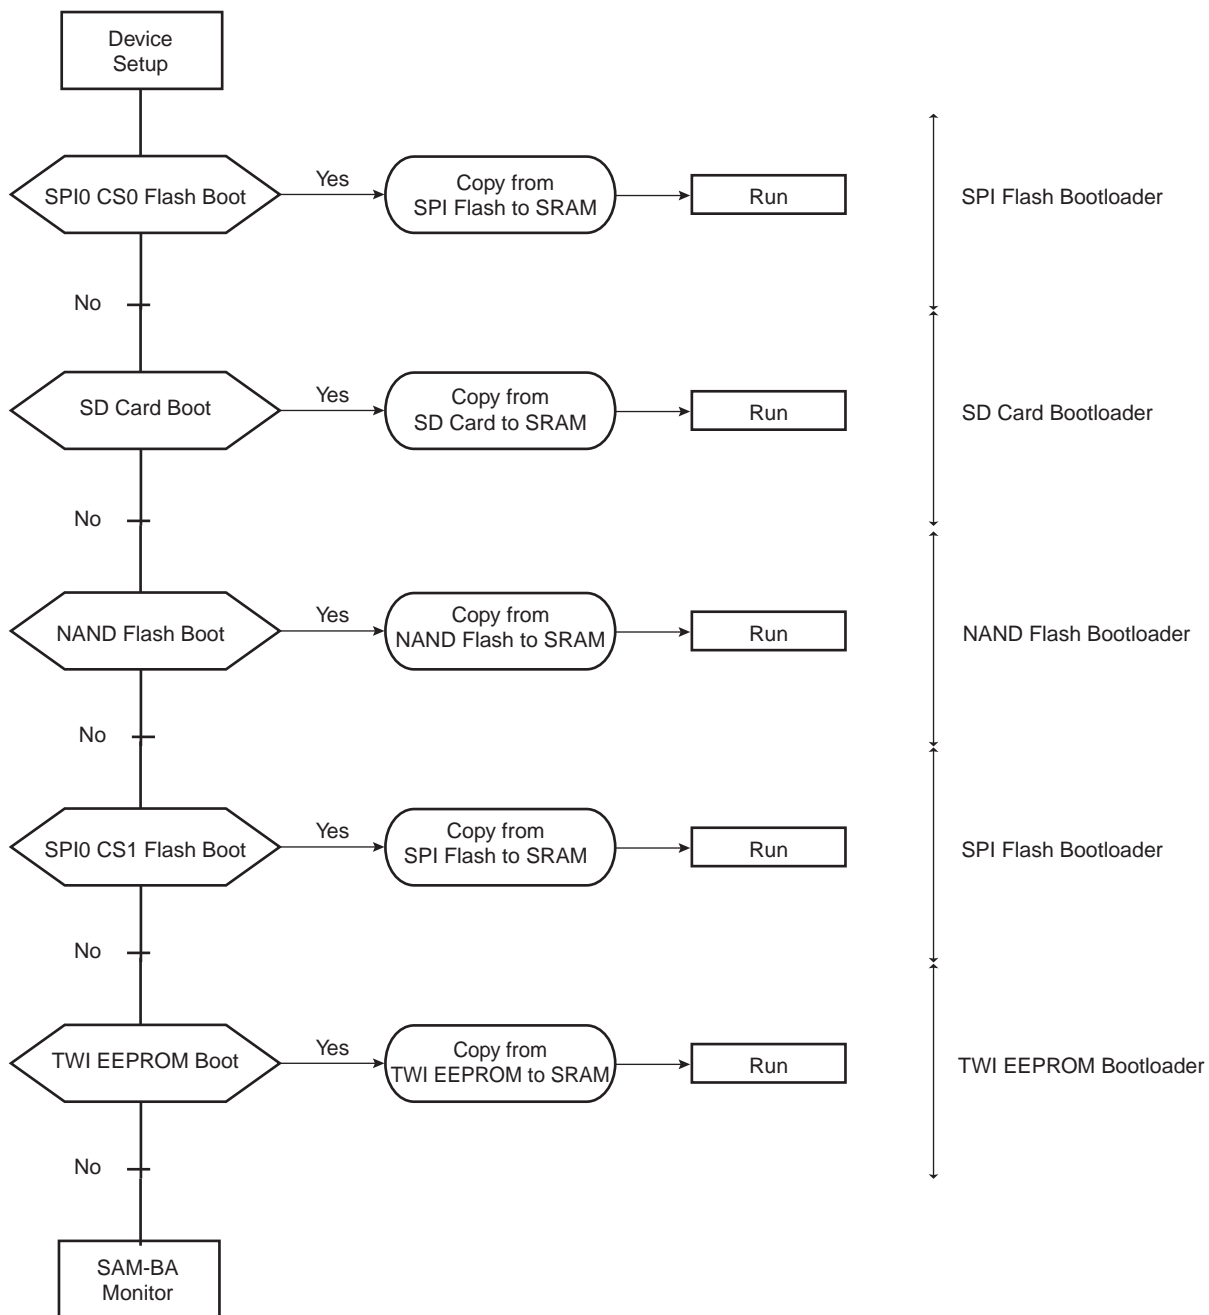 Device
Setup
SPI0 CS0 Flash Boot
Yes
Copy from
SPI Flash to SRAM
Run
SPI Flash Bootloader
No
SD Card Boot
Yes
Copy from
SD Card to SRAM
Run
SD Card Bootloader
No
NAND Flash Boot
Yes
Copy from
NAND Flash to SRAM
Run
NAND Flash Bootloader
No
SPI0 CS1 Flash Boot
Yes
Copy from
SPI Flash to SRAM
Run
SPI Flash Bootloader
No
TWI EEPROM Boot
Yes
Copy from
TWI EEPROM to SRAM
Run
TWI EEPROM Bootloader
No
SAM-BA
Monitor